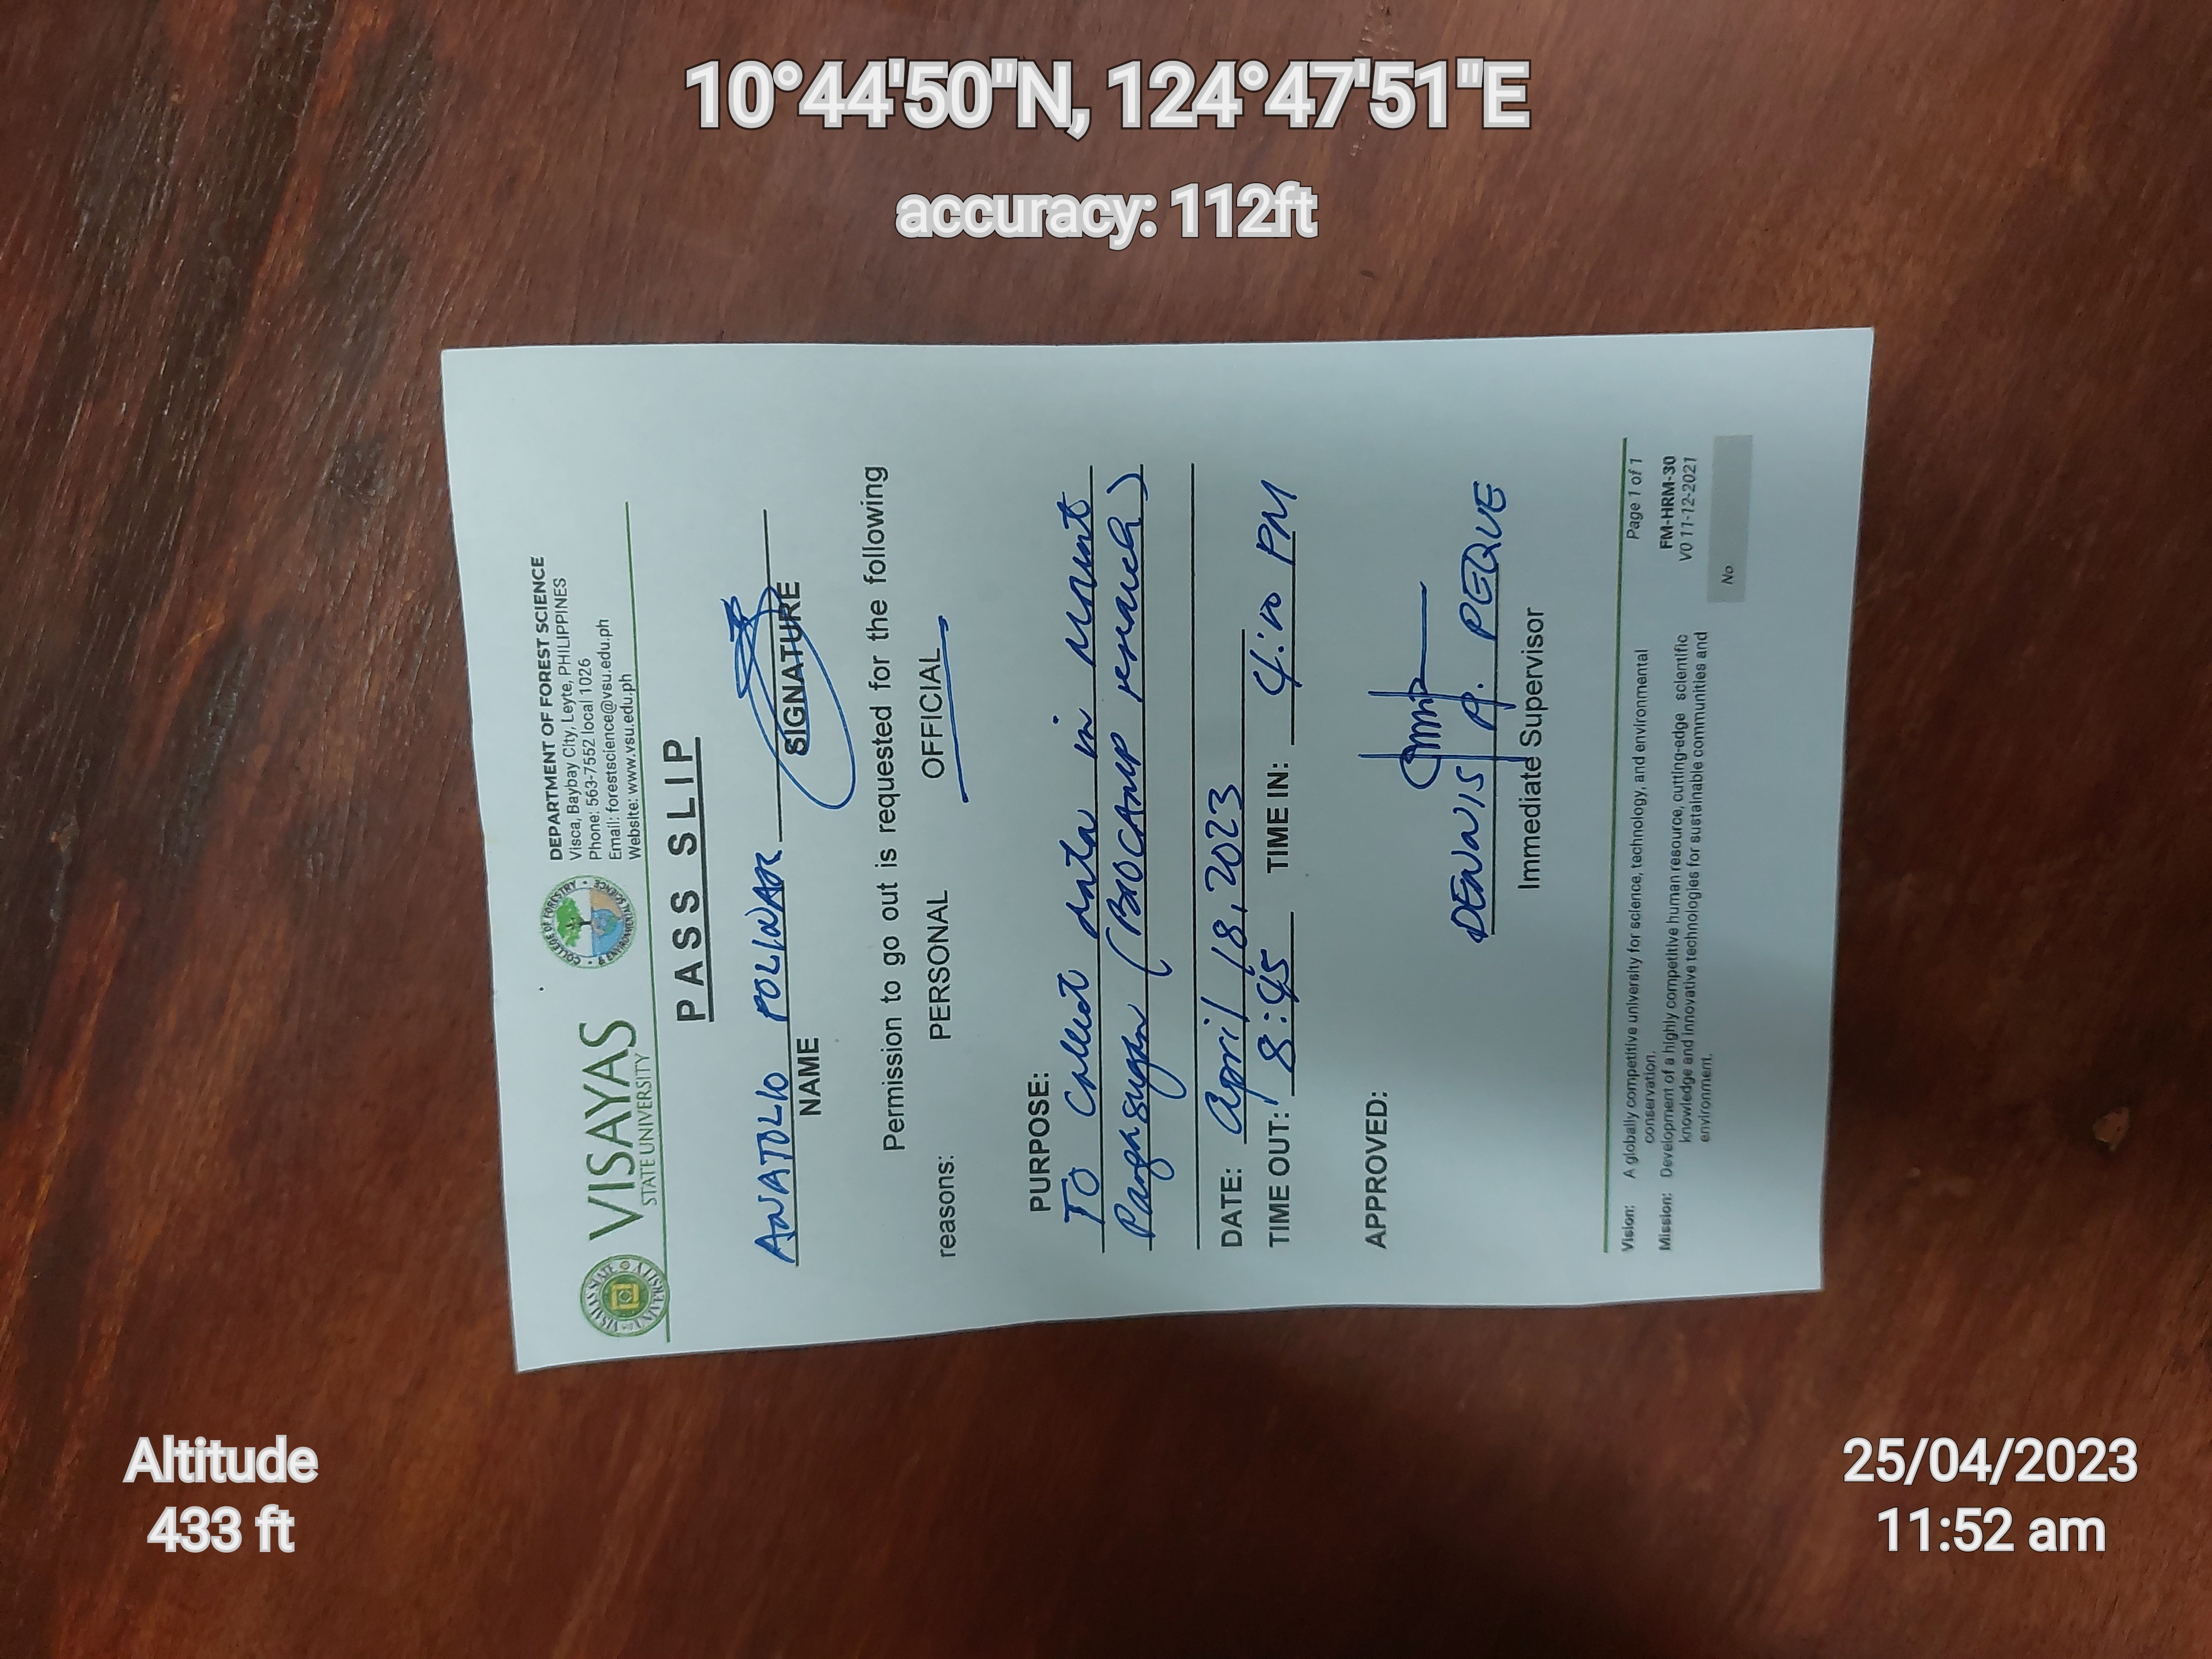 10°44'50"N, 124°47'51"E
accuracy: 112ft
VISAYAS
STATE UNIVERSITY
COLLEGE OF FORESTRY & ENVIRONMENTAL SCIENCE
DEPARTMENT OF FOREST SCIENCE
Visca, Baybay City, Leyte, PHILIPPINES
Phone: 563-7552 local 1026
Email: forestscience@vsu.edu.ph
Website: www.vsu.edu.ph
PASS SLIP
ANATOLIO POLINAR
NAME SIGNATURE
Permission to go out is requested for the following
reasons: PERSONAL OFFICIAL
PURPOSE:
To Collect data in mount
Pangasugan (BIOCAMP research)
DATE: April 18, 2023
TIME OUT: 8:45 TIME IN: 4:00 PM
APPROVED:
DENNIS P. PEQUE
Immediate Supervisor
Vision: A globally competitive university for science, technology, and environmental
conservation.
Mission: Development of a highly competitive human resource, cutting-edge scientific
knowledge and innovative technologies for sustainable communities and
environment.
Page 1 of 1
FM-HRM-30
V0 11-12-2021
No
Altitude
433 ft
25/04/2023
11:52 am